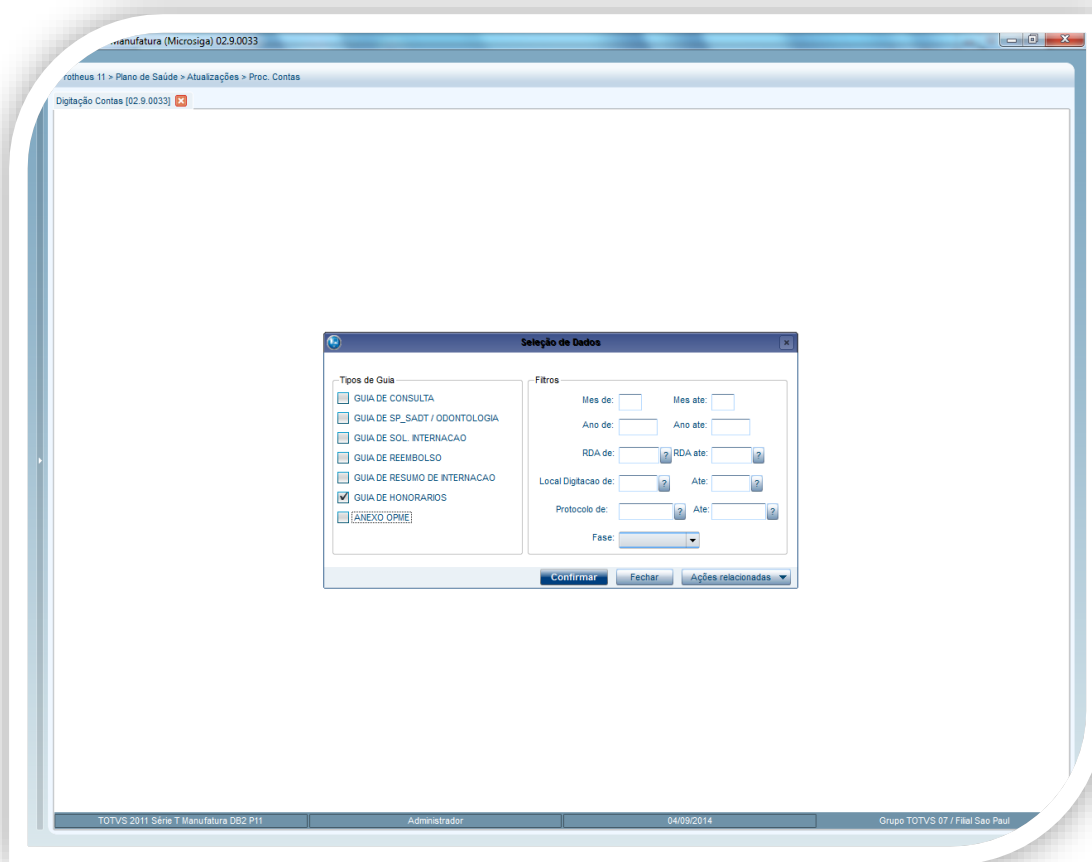 Manufatura (Microsiga) 02.9.0033
rotheus 11 > Plano de Saúde > Atualizações > Proc. Contas
Digitação Contas [02.9.0033]
Seleção de Dados
Tipos de Guia
GUIA DE CONSULTA
GUIA DE SP_SADT / ODONTOLOGIA
GUIA DE SOL. INTERNACAO
GUIA DE REEMBOLSO
GUIA DE RESUMO DE INTERNACAO
GUIA DE HONORARIOS
ANEXO OPME
Filtros
Mes de: Mes ate:
Ano de: Ano ate:
RDA de: ? RDA ate: ?
Local Digitacao de: ? Ate: ?
Protocolo de: ? Ate: ?
Fase:
Confirmar Fechar Ações relacionadas
TOTVS 2011 Série T Manufatura DB2 P11 Administrador 04/09/2014 Grupo TOTVS 07 / Filial Sao Paul